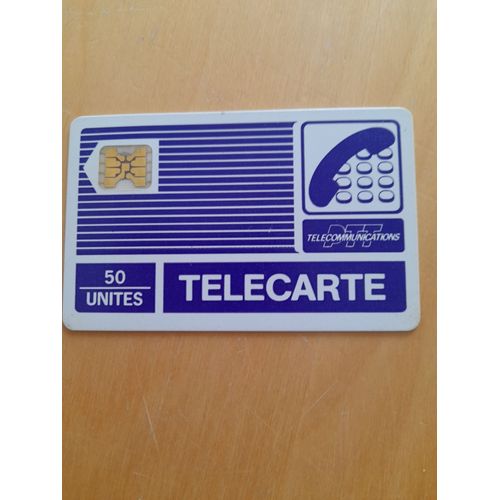 PTT
TELECOMMUNICATIONS
50
UNITES
TELECARTE